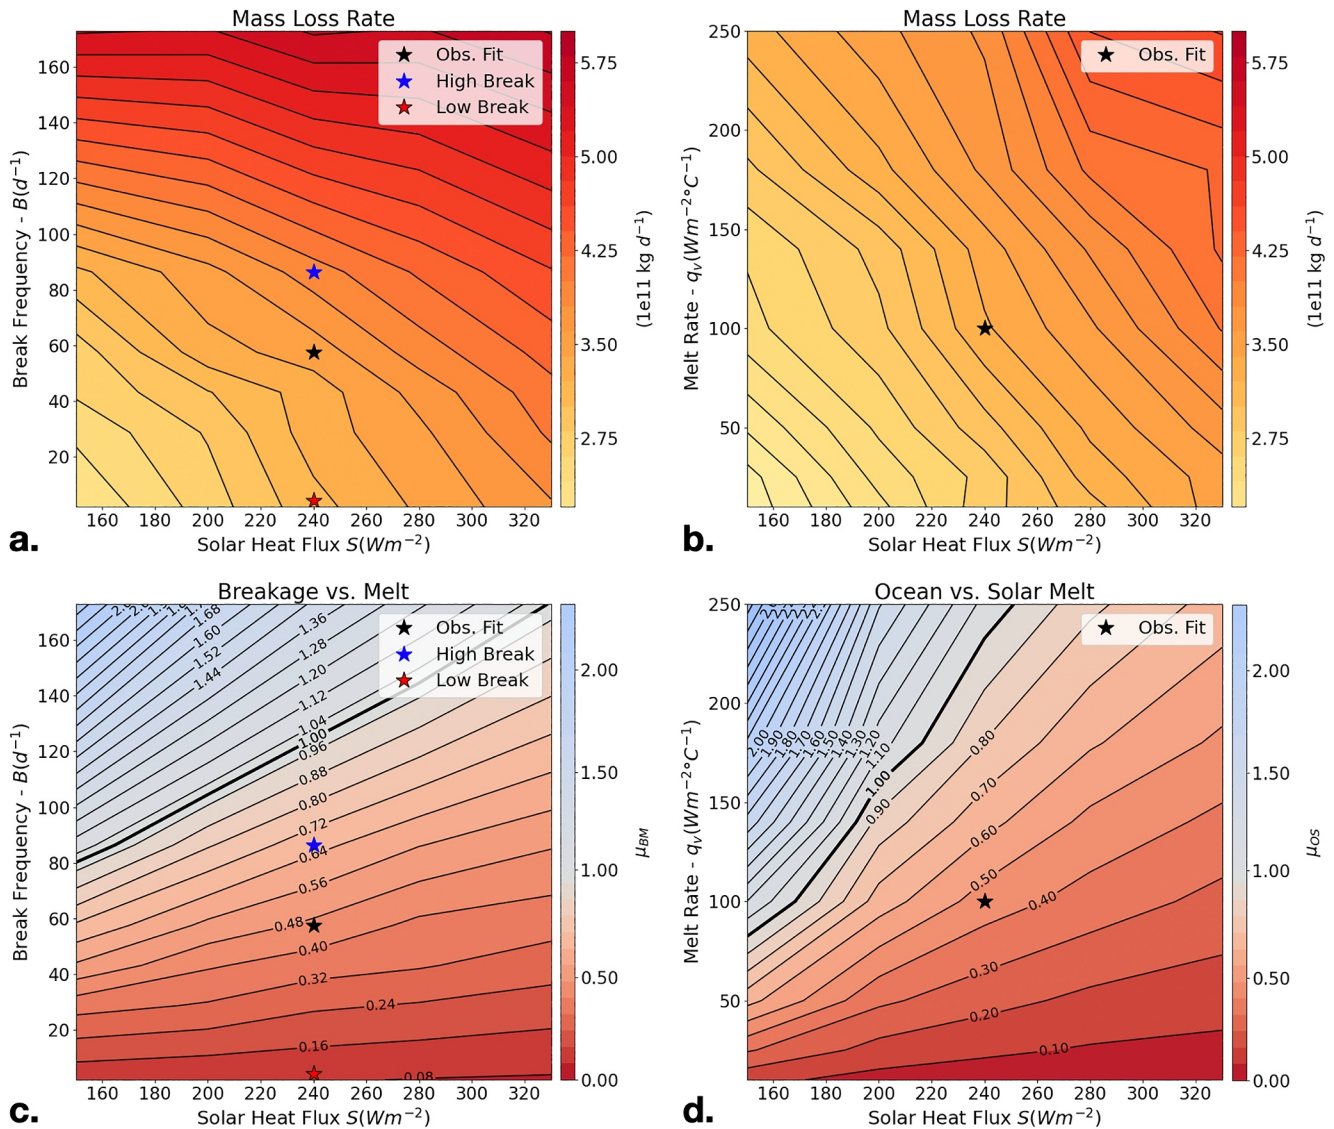 Mass Loss Rate
Break Frequency - B(d⁻¹)
160
140
120
100
80
60
40
20
Obs. Fit
High Break
Low Break
160 180 200 220 240 260 280 300 320
Solar Heat Flux S(Wm⁻²)
5.75
5.00
4.25
3.50
2.75
(1e11 kg d⁻¹)
a.
Mass Loss Rate
Melt Rate - qᵥ(Wm⁻²°C⁻¹)
250
200
150
100
50
Obs. Fit
160 180 200 220 240 260 280 300 320
Solar Heat Flux S(Wm⁻²)
5.75
5.00
4.25
3.50
2.75
(1e11 kg d⁻¹)
b.
Breakage vs. Melt
Break Frequency - B(d⁻¹)
160
140
120
100
80
60
40
20
Obs. Fit
High Break
Low Break
1.68
1.60
1.52
1.44
1.36
1.28
1.20
1.12
1.04
1.00
0.96
0.88
0.80
0.72
0.64
0.56
0.48
0.40
0.32
0.24
0.16
0.08
160 180 200 220 240 260 280 300 320
Solar Heat Flux S(Wm⁻²)
2.00
1.50
1.00
0.50
0.00
μBM
c.
Ocean vs. Solar Melt
Melt Rate - qᵥ(Wm⁻²°C⁻¹)
250
200
150
100
50
Obs. Fit
2.00
1.90
1.80
1.70
1.60
1.50
1.40
1.30
1.20
1.10
1.00
0.90
0.80
0.70
0.60
0.50
0.40
0.30
0.20
0.10
160 180 200 220 240 260 280 300 320
Solar Heat Flux S(Wm⁻²)
2.00
1.50
1.00
0.50
0.00
μOS
d.